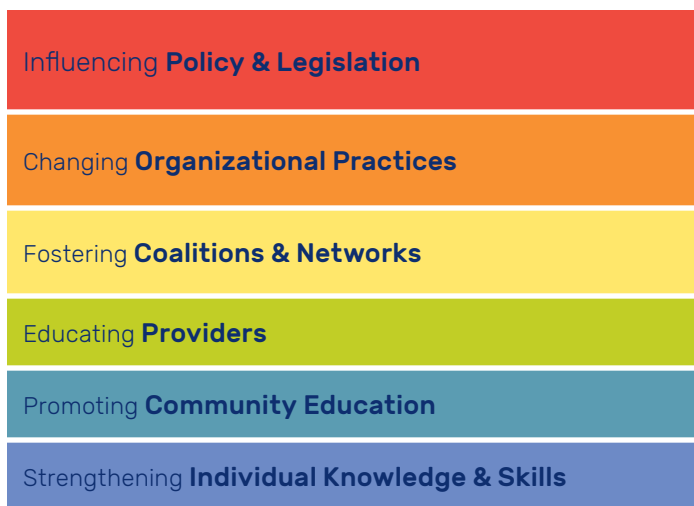 Influencing Policy & Legislation
Changing Organizational Practices
Fostering Coalitions & Networks
Educating Providers
Promoting Community Education
Strengthening Individual Knowledge & Skills